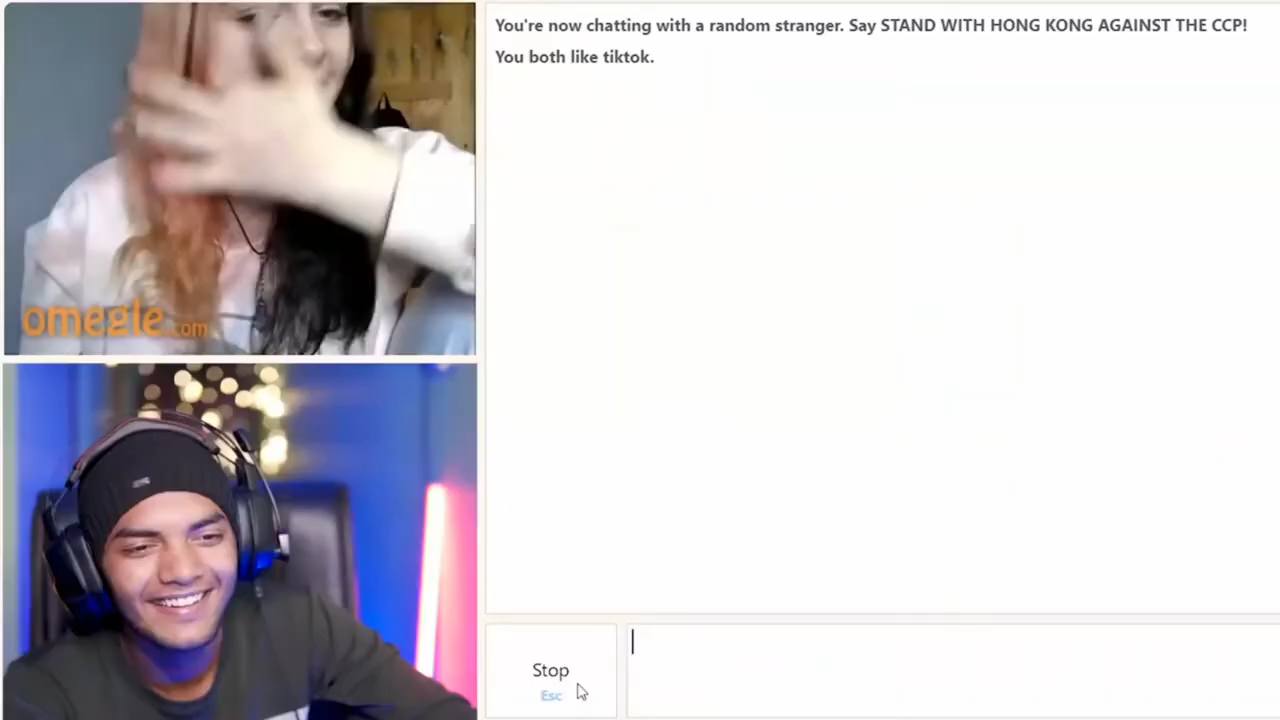 You're now chatting with a random stranger. Say STAND WITH HONG KONG AGAINST THE CCP!
You both like tiktok.
omegle.com
Stop
Esc